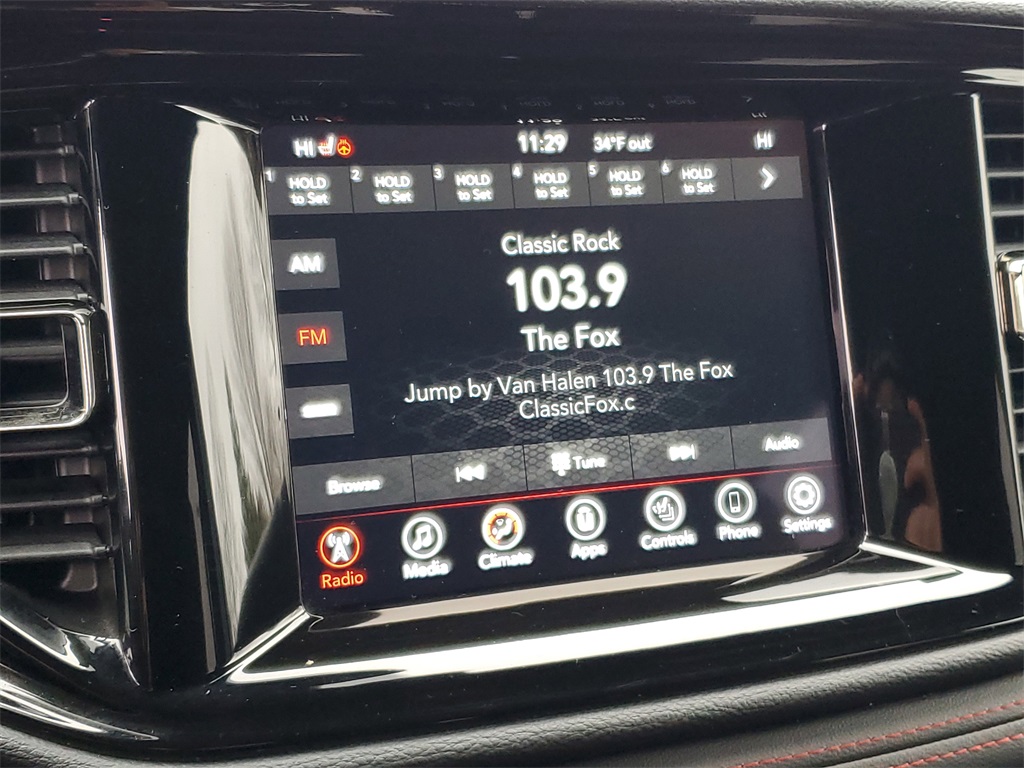 HI 11:29 34°F out HI
1 HOLD to Set 2 HOLD to Set 3 HOLD to Set 4 HOLD to Set 5 HOLD to Set 6 HOLD to Set
AM
FM
Classic Rock
103.9
The Fox
Jump by Van Halen 103.9 The Fox
ClassicFox.c
Browse Tune Audio
Radio Media Climate Apps Controls Phone Settings